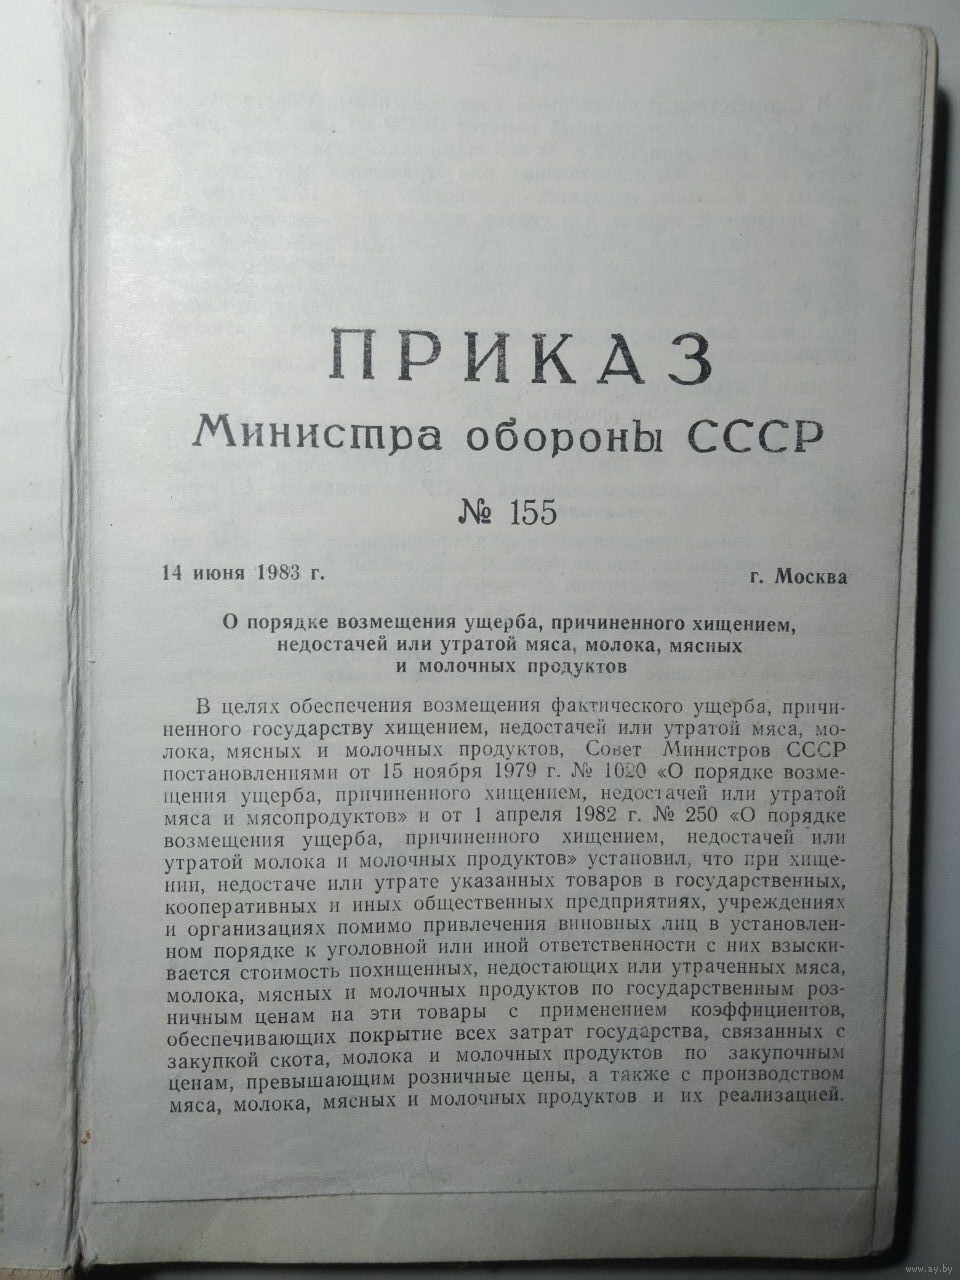 ПРИКАЗ
Министра обороны СССР
№ 155
14 июня 1983 г.
г. Москва
О порядке возмещения ущерба, причиненного хищением,
недостачей или утратой мяса, молока, мясных
и молочных продуктов
В целях обеспечения возмещения фактического ущерба, причи-
ненного государству хищением, недостачей или утратой мяса, мо-
лока, мясных и молочных продуктов, Совет Министров СССР
постановлениями от 15 ноября 1979 г. № 1020 «О порядке возме-
щения ущерба, причиненного хищением, недостачей или утратой
мяса и мясопродуктов» и от 1 апреля 1982 г. № 250 «О порядке
возмещения ущерба, причиненного хищением, недостачей или
утратой молока и молочных продуктов» установил, что при хище-
нии, недостаче или утрате указанных товаров в государственных,
кооперативных и иных общественных предприятиях, учреждениях
и организациях помимо привлечения виновных лиц в установлен-
ном порядке к уголовной или иной ответственности с них взыски-
вается стоимость похищенных, недостающих или утраченных мяса,
молока, мясных и молочных продуктов по государственным роз-
ничным ценам на эти товары с применением коэффициентов,
обеспечивающих покрытие всех затрат государства, связанных с
закупкой скота, молока и молочных продуктов по закупочным
ценам, превышающим розничные цены, а также с производством
мяса, молока, мясных и молочных продуктов и их реализацией.
www.ay.by